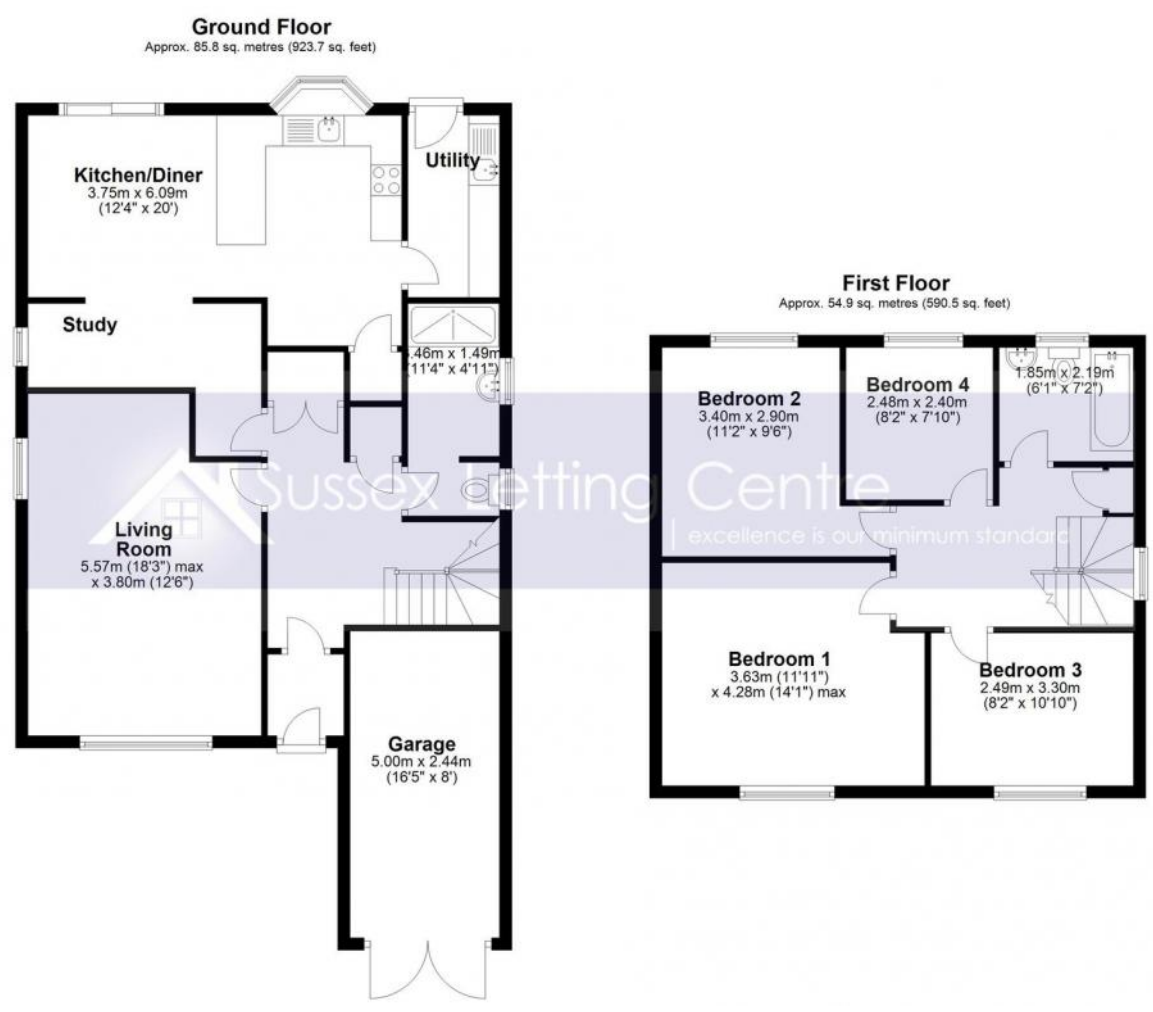 Ground Floor
Approx. 85.8 sq. metres (923.7 sq. feet)
Kitchen/Diner
3.75m x 6.09m
(12'4" x 20')
Utility
Study
.46m x 1.49m
(11'4" x 4'11")
Living
Room
5.57m (18'3") max
x 3.80m (12'6")
Garage
5.00m x 2.44m
(16'5" x 8')
First Floor
Approx. 54.9 sq. metres (590.5 sq. feet)
Bedroom 2
3.40m x 2.90m
(11'2" x 9'6")
Bedroom 4
2.48m x 2.40m
(8'2" x 7'10")
1.85m x 2.19m
(6'1" x 7'2")
Bedroom 1
3.63m (11'11")
x 4.28m (14'1") max
Bedroom 3
2.49m x 3.30m
(8'2" x 10'10")
Sussex Letting Centre
excellence is our minimum standard